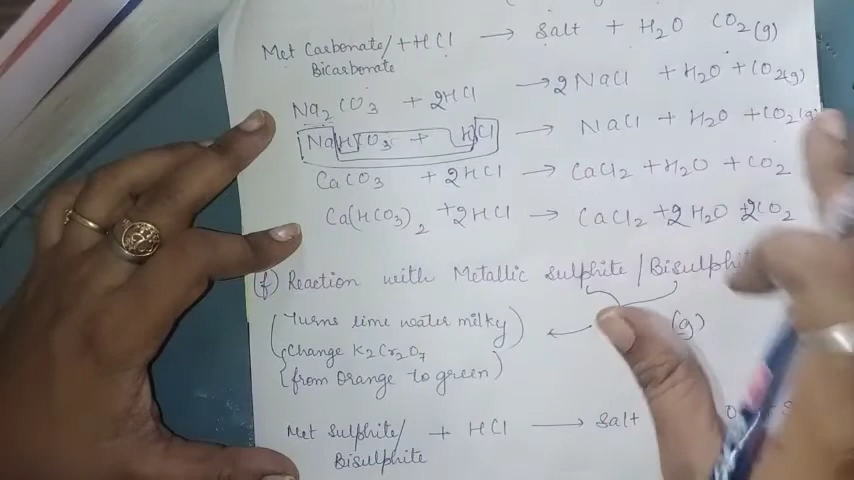 Met Carbonate/ + HCl → Salt + H2O CO2(g)
Bicarbonate
Na2CO3 + 2HCl → 2NaCl + H2O + CO2(g)
NaHCO3 + HCl → NaCl + H2O + CO2(g)
CaCO3 + 2HCl → CaCl2 + H2O + CO2
Ca(HCO3)2 + 2HCl → CaCl2 + 2H2O + 2CO2
(f) Reaction with Metallic sulphite / Bisulphit
(Turns lime water milky) ← (g)
Change K2Cr2O7
from Orange to green)
Met Sulphite/ + HCl → Salt
Bisulphite